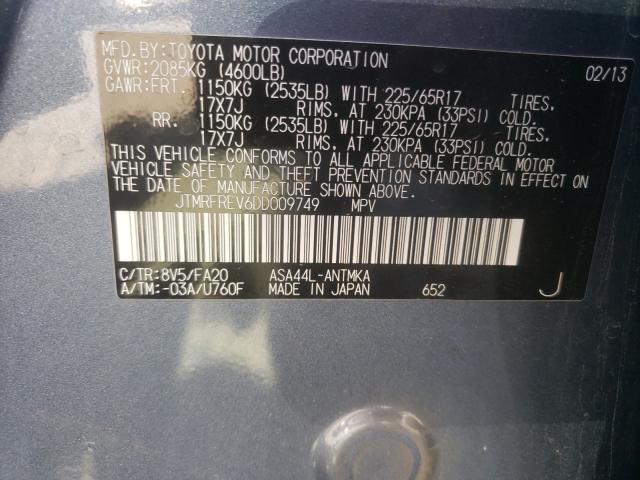 MFD.BY:TOYOTA MOTOR CORPORATION 02/13
GVWR:2085KG (4600LB)
GAWR:FRT. 1150KG (2535LB) WITH 225/65R17 TIRES.
17X7J RIMS. AT 230KPA (33PSI) COLD.
RR. 1150KG (2535LB) WITH 225/65R17 TIRES.
17X7J RIMS. AT 230KPA (33PSI) COLD.
THIS VEHICLE CONFORMS TO ALL APPLICABLE FEDERAL MOTOR
VEHICLE SAFETY AND THEFT PREVENTION STANDARDS IN EFFECT ON
THE DATE OF MANUFACTURE SHOWN ABOVE.
JTMRFREV6DD009749 MPV
C/TR:8V5/FA20 ASA44L-ANTMKA
A/TM:-03A/U760F MADE IN JAPAN 652 J